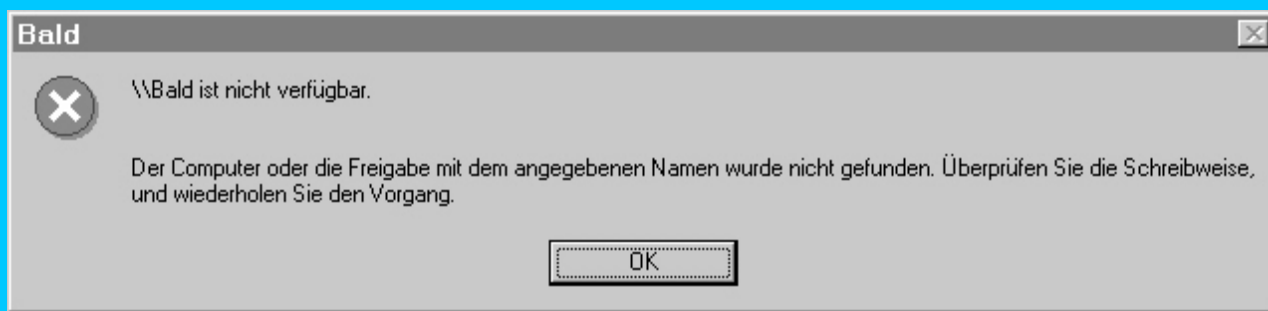 Bald
\\Bald ist nicht verfügbar.
Der Computer oder die Freigabe mit dem angegebenen Namen wurde nicht gefunden. Überprüfen Sie die Schreibweise,
und wiederholen Sie den Vorgang.
OK